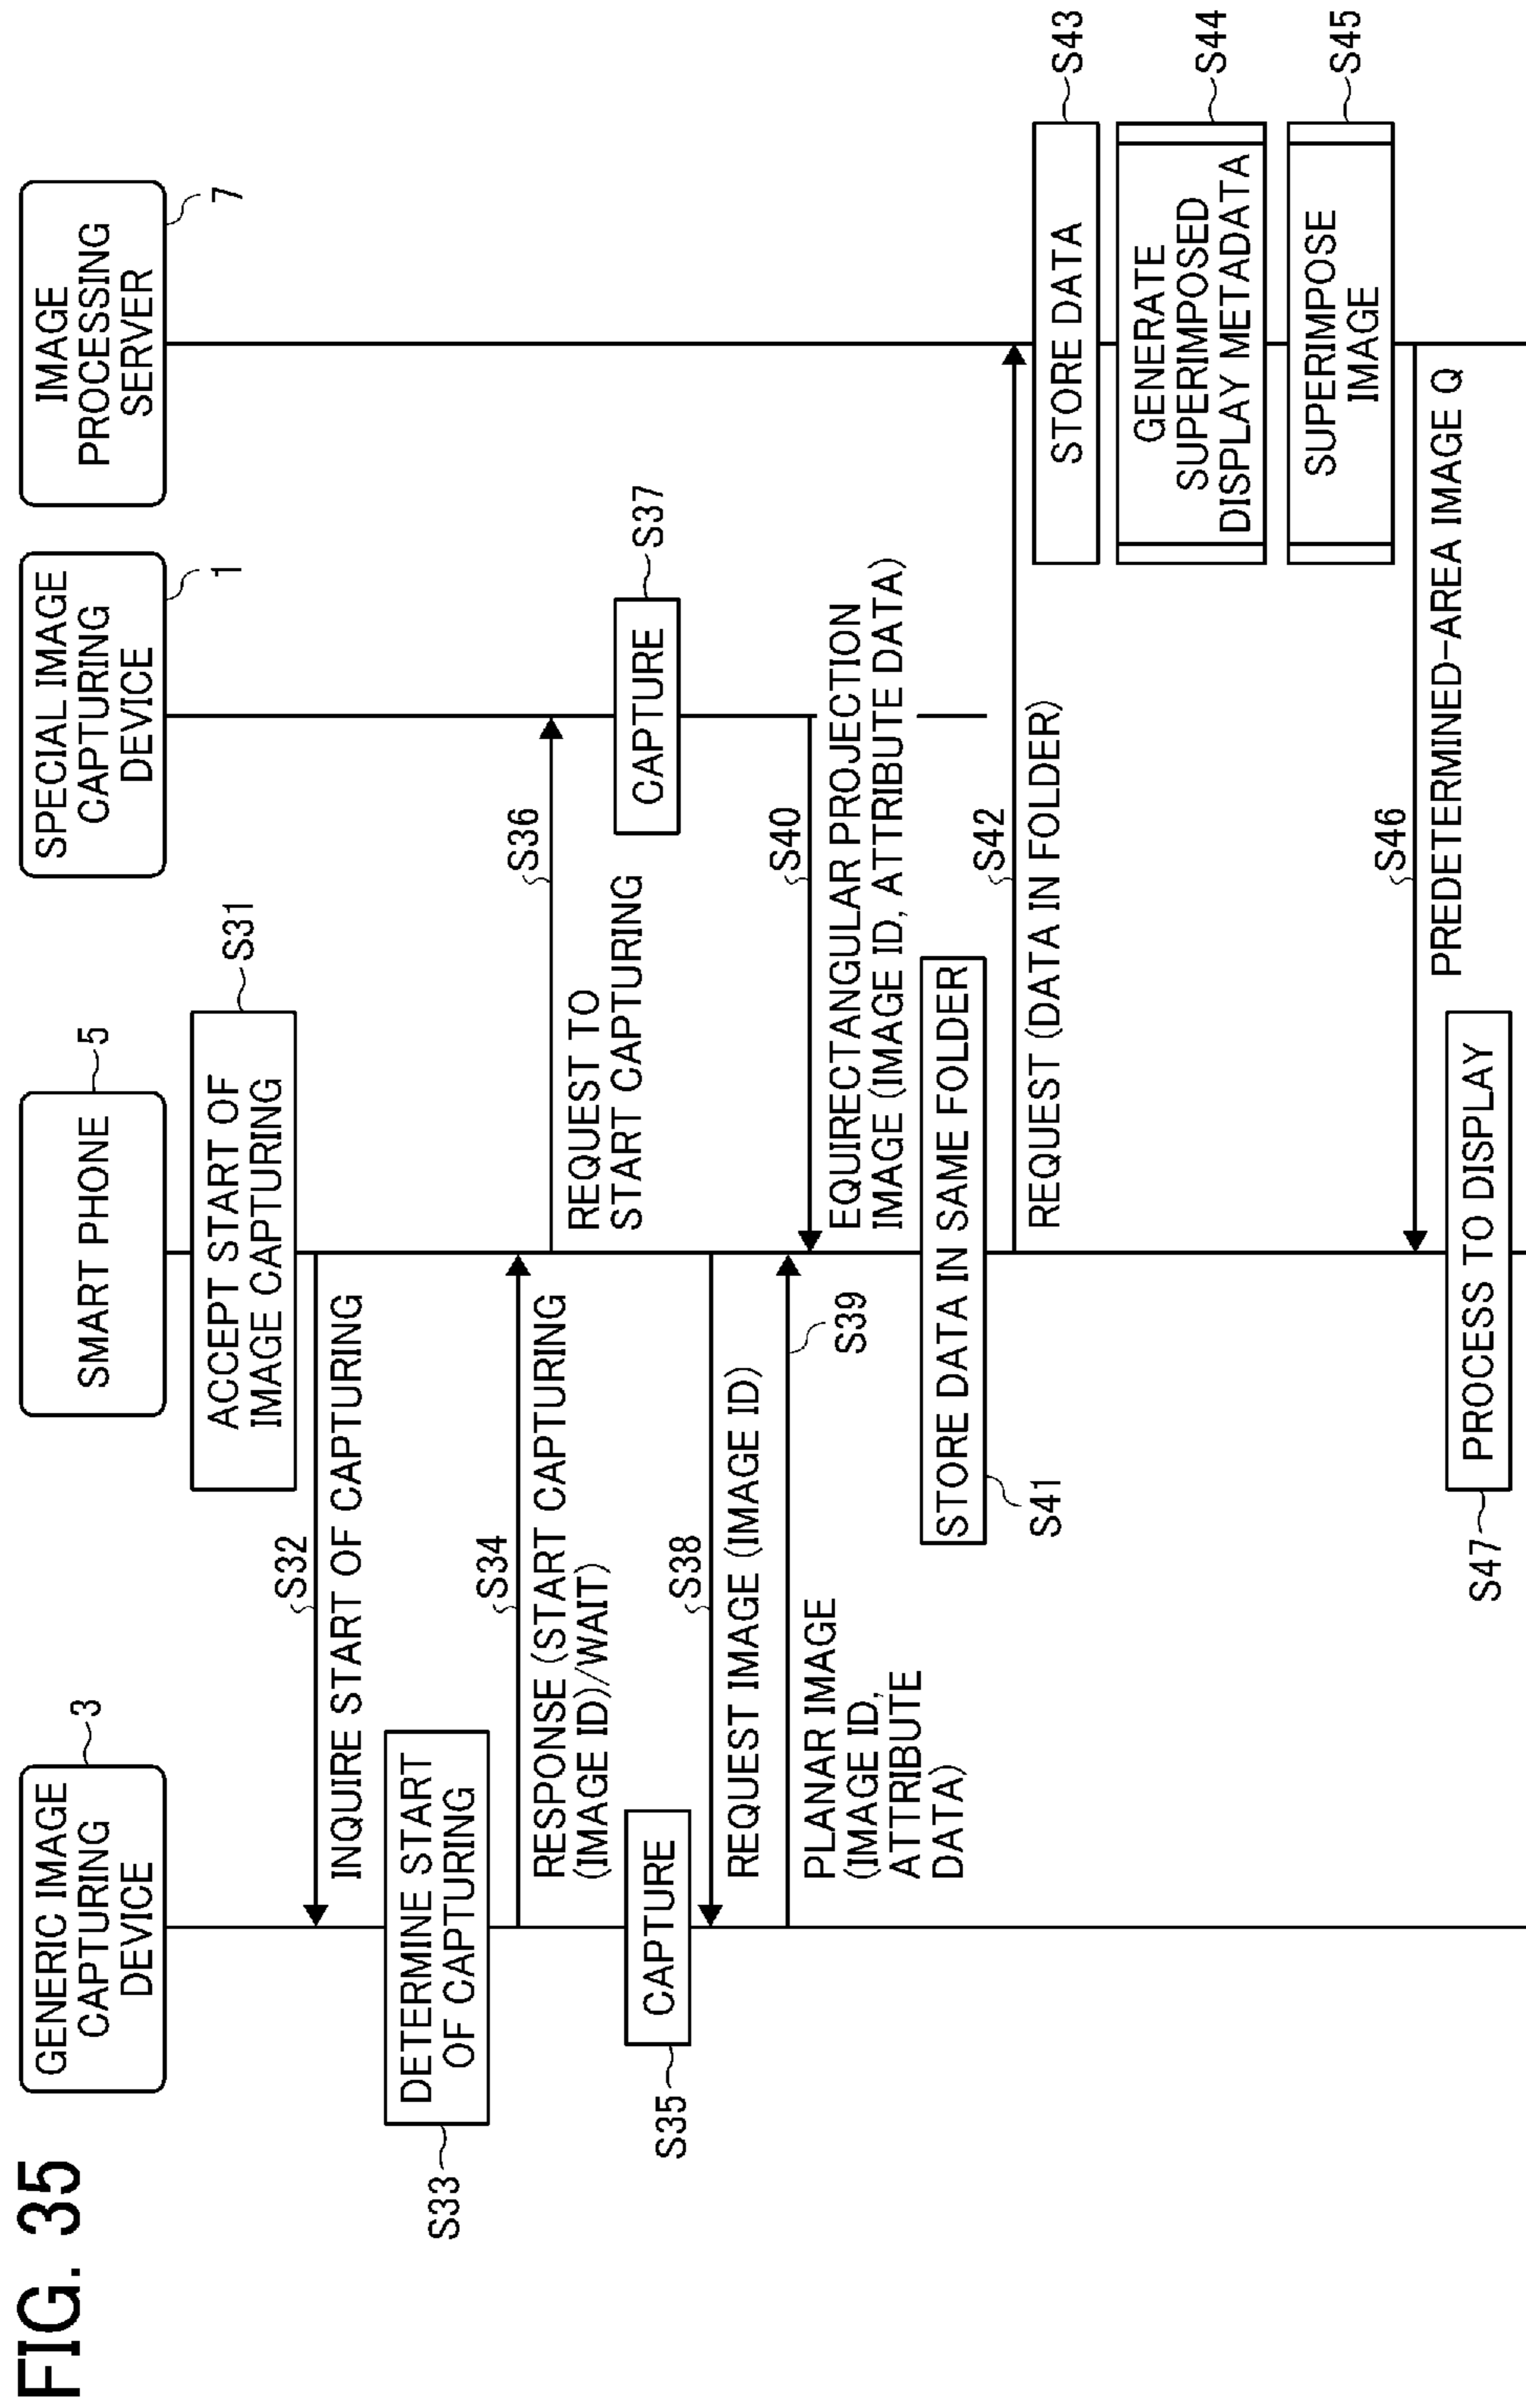 FIG. 35
GENERIC IMAGE
CAPTURING
DEVICE
3
SMART PHONE
5
SPECIAL IMAGE
CAPTURING
DEVICE
1
IMAGE
PROCESSING
SERVER
7
ACCEPT START OF
IMAGE CAPTURING
S31
S32
INQUIRE START OF CAPTURING
DETERMINE START
OF CAPTURING
S33
S34
RESPONSE (START CAPTURING
(IMAGE ID)/WAIT)
S36
REQUEST TO
START CAPTURING
CAPTURE
S35
CAPTURE
S37
S38
REQUEST IMAGE (IMAGE ID)
S39
PLANAR IMAGE
(IMAGE ID,
ATTRIBUTE
DATA)
S40
EQUIRECTANGULAR PROJECTION
IMAGE (IMAGE ID, ATTRIBUTE DATA)
STORE DATA IN SAME FOLDER
S41
S42
REQUEST (DATA IN FOLDER)
STORE DATA
S43
GENERATE
SUPERIMPOSED
DISPLAY METADATA
S44
SUPERIMPOSE
IMAGE
S45
S46
PREDETERMINED-AREA IMAGE Q
PROCESS TO DISPLAY
S47